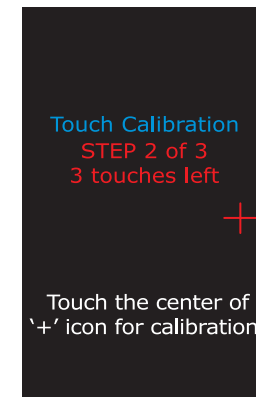 Touch Calibration
STEP 2 of 3
3 touches left
Touch the center of
‘+’ icon for calibration